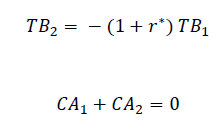 TB₂ = − (1 + r*) TB₁
CA₁ + CA₂ = 0